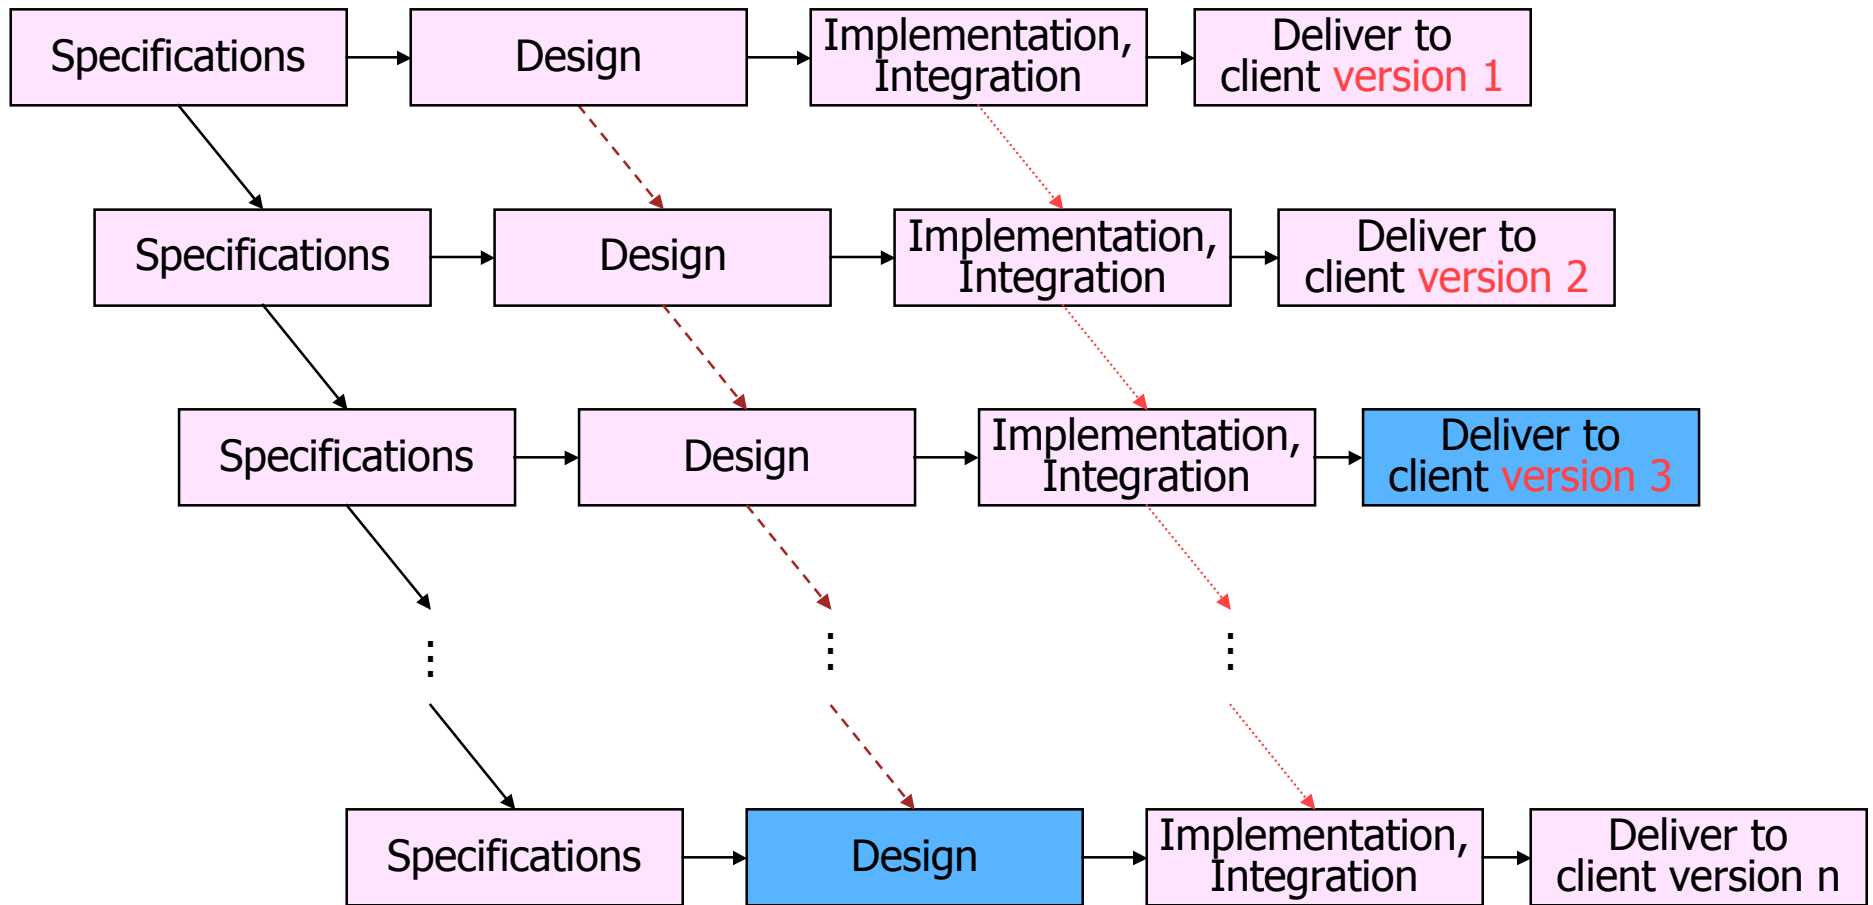 Specifications
Design
Implementation,
Integration
Deliver to
client version 1
Specifications
Design
Implementation,
Integration
Deliver to
client version 2
Specifications
Design
Implementation,
Integration
Deliver to
client version 3
⋮
⋮
⋮
Specifications
Design
Implementation,
Integration
Deliver to
client version n